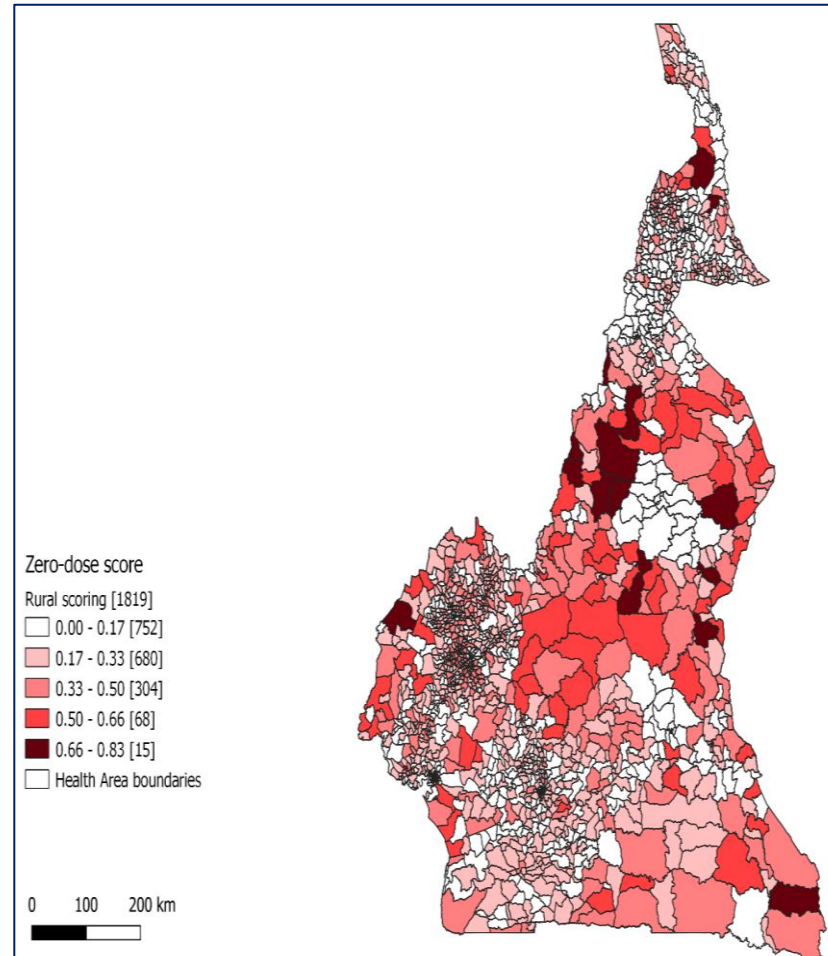 Zero-dose score
Rural scoring [1819]
0.00 - 0.17 [752]
0.17 - 0.33 [680]
0.33 - 0.50 [304]
0.50 - 0.66 [68]
0.66 - 0.83 [15]
Health Area boundaries
0 100 200 km